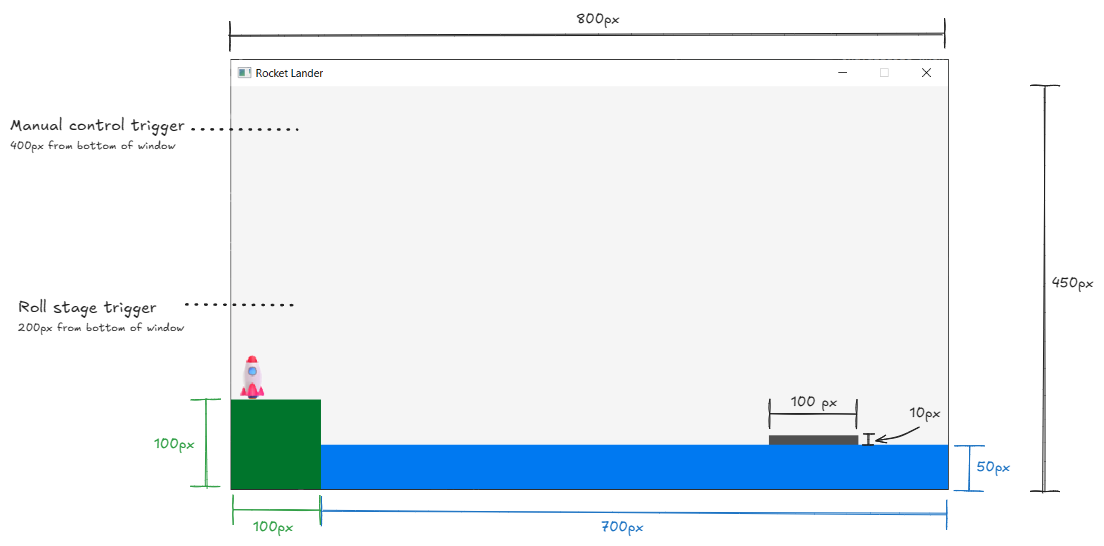 800px
Rocket Lander
Manual control trigger
400px from bottom of window
450px
Roll stage trigger
200px from bottom of window
100 px
10px
100px
50px
100px
700px